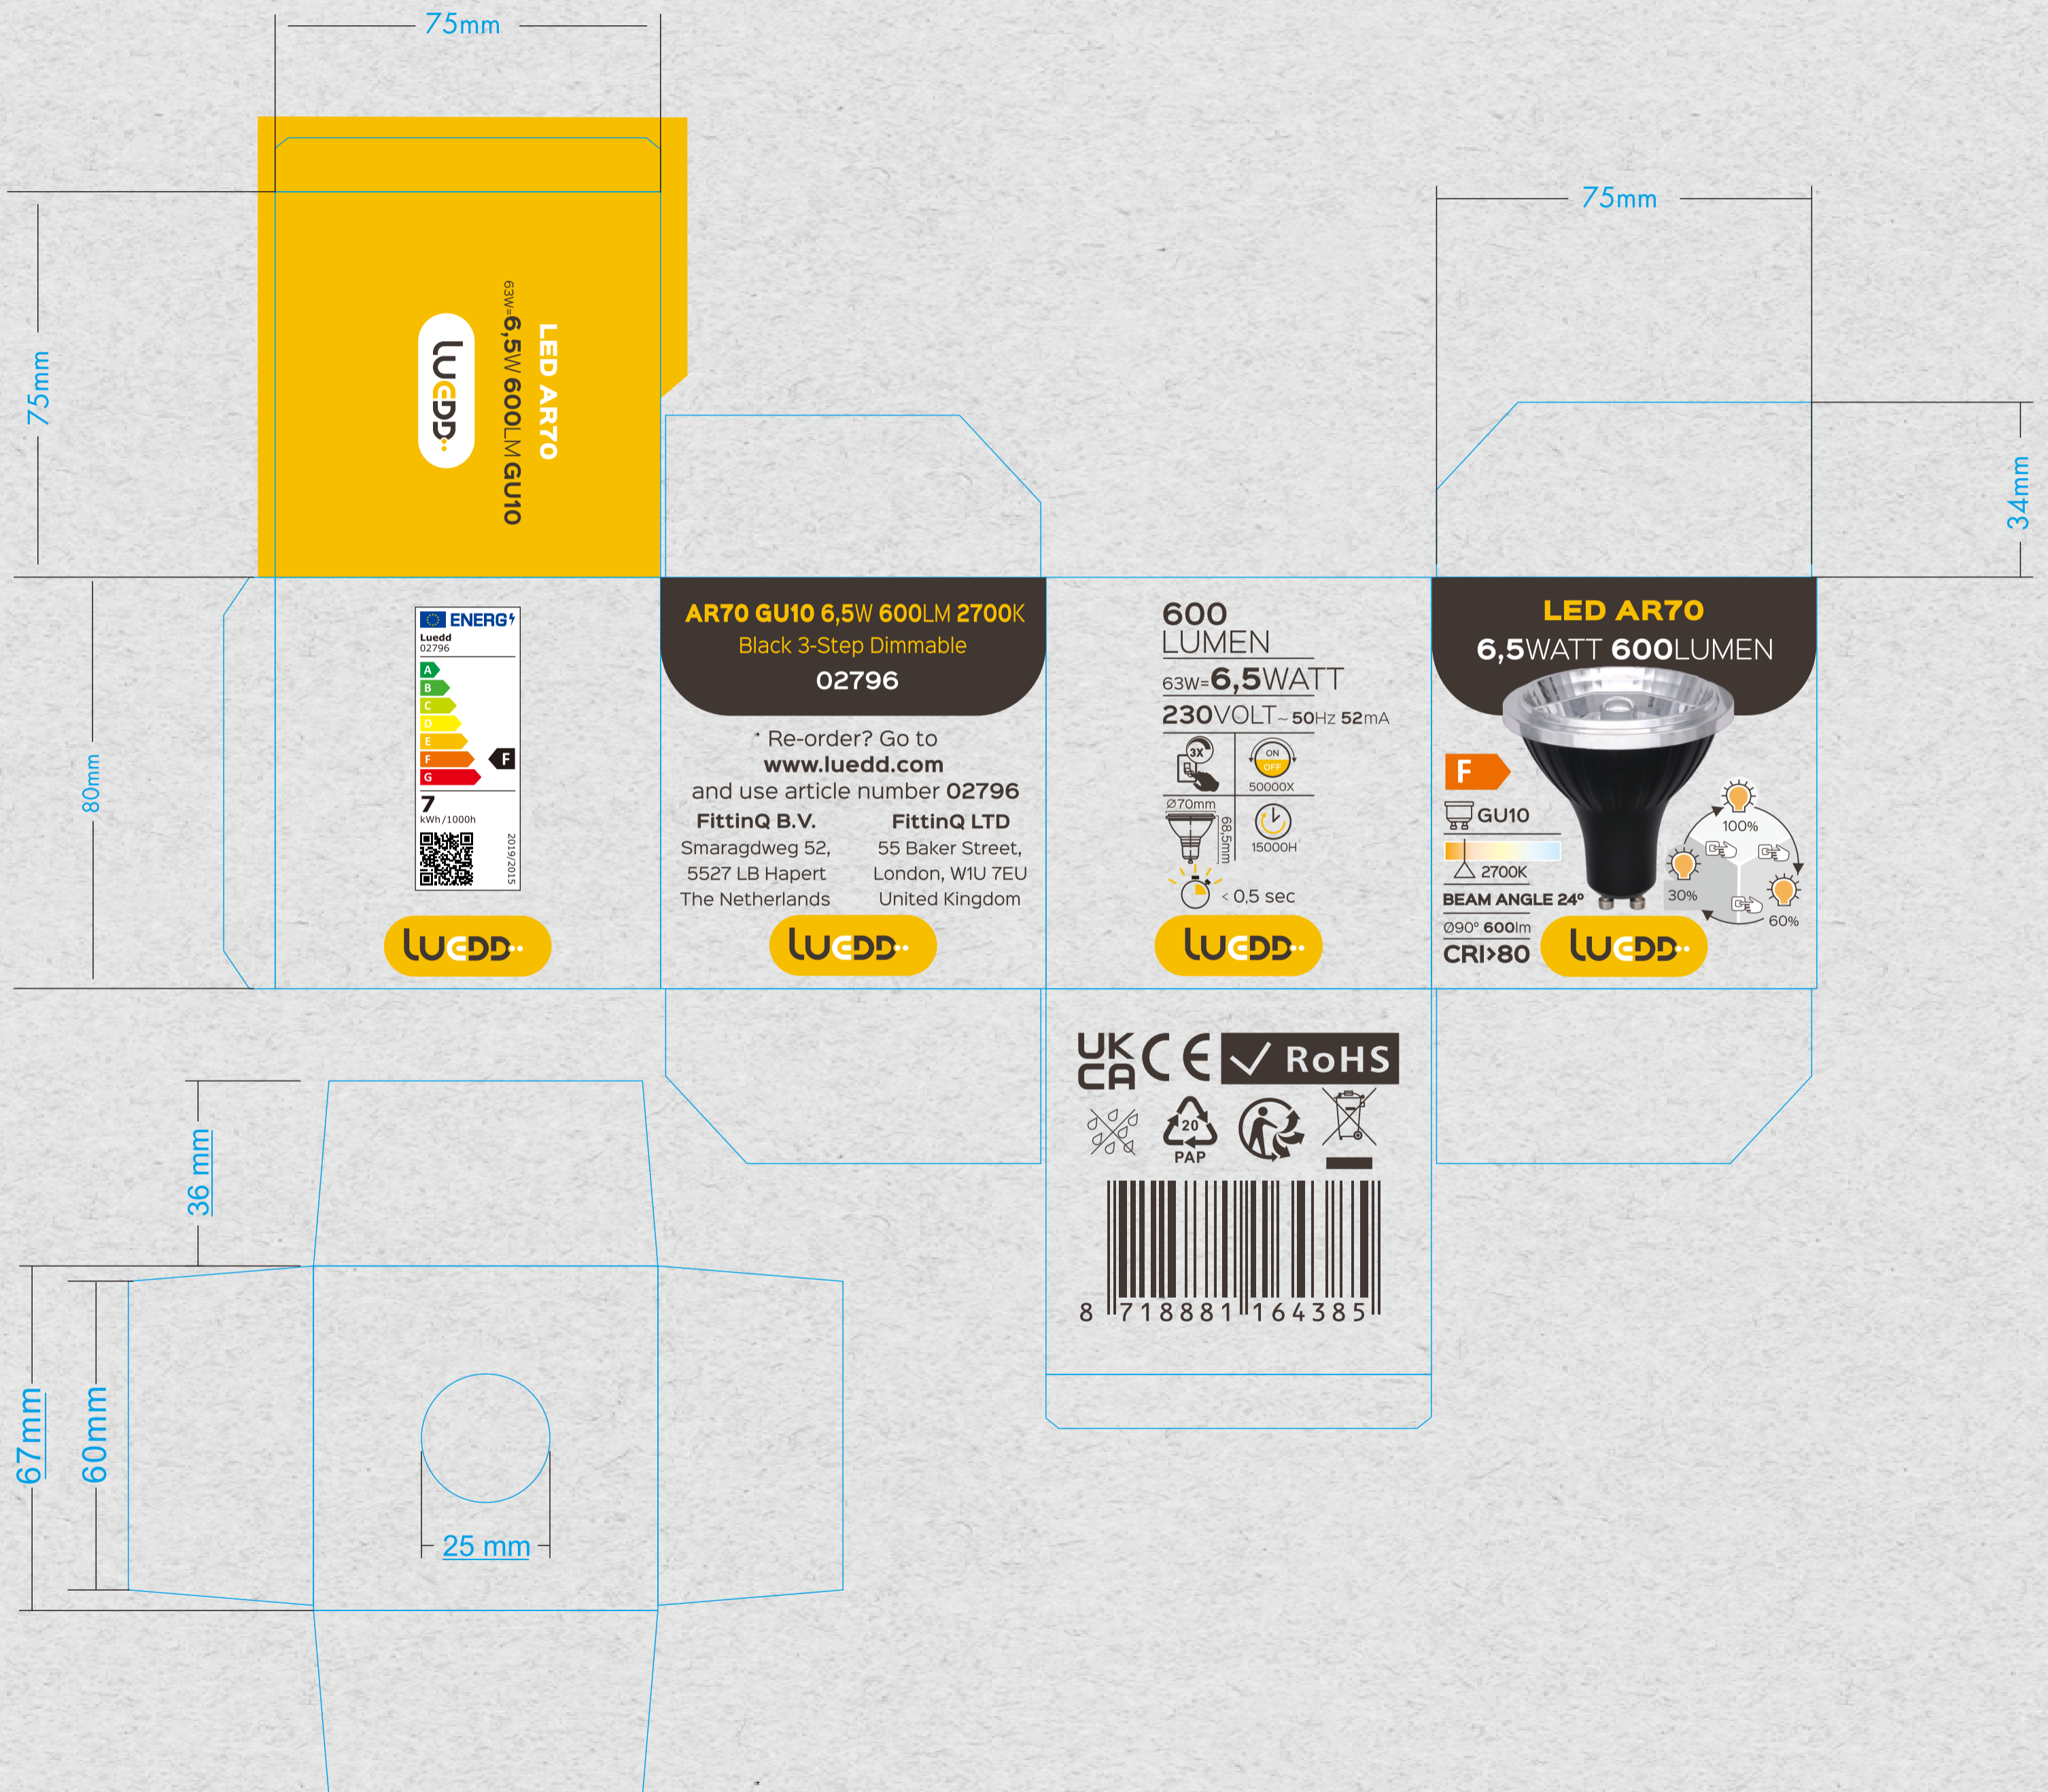 75mm
75mm
75mm
34mm
LED AR70
63W=6,5W 600LM GU10
LUEDD
80mm
ENERG
Luedd
02796
A
B
C
D
E
F
G
F
7
kWh/1000h
2019/2015
LUEDD
AR70 GU10 6,5W 600LM 2700K
Black 3-Step Dimmable
02796
Re-order? Go to
www.luedd.com
and use article number 02796
FittinQ B.V.
Smaragdweg 52,
5527 LB Hapert
The Netherlands
FittinQ LTD
55 Baker Street,
London, W1U 7EU
United Kingdom
LUEDD
600
LUMEN
63W=6,5WATT
230VOLT~ 50Hz 52mA
3X
ON
OFF
50000X
Ø70mm
68,5mm
15000H
< 0,5 sec
LUEDD
LED AR70
6,5WATT 600LUMEN
F
GU10
2700K
BEAM ANGLE 24º
Ø90° 600lm
CRI>80
100%
30%
60%
LUEDD
UK
CA
CE
RoHS
20
PAP
8 718881 164385
36 mm
67mm
60mm
25 mm